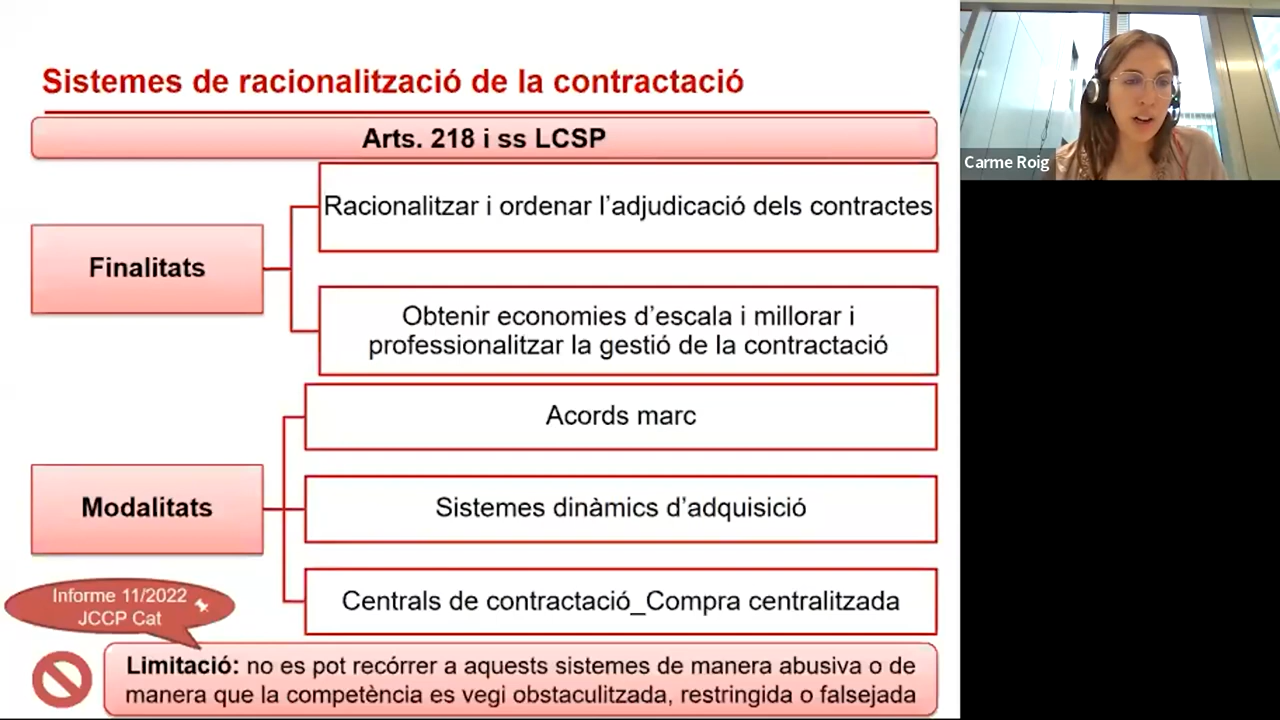 Sistemes de racionalització de la contractació
Arts. 218 i ss LCSP
Finalitats
Racionalitzar i ordenar l’adjudicació dels contractes
Obtenir economies d’escala i millorar i
professionalitzar la gestió de la contractació
Modalitats
Acords marc
Sistemes dinàmics d’adquisició
Centrals de contractació_Compra centralitzada
Informe 11/2022
JCCP Cat
Limitació: no es pot recórrer a aquests sistemes de manera abusiva o de
manera que la competència es vegi obstaculitzada, restringida o falsejada
Carme Roig